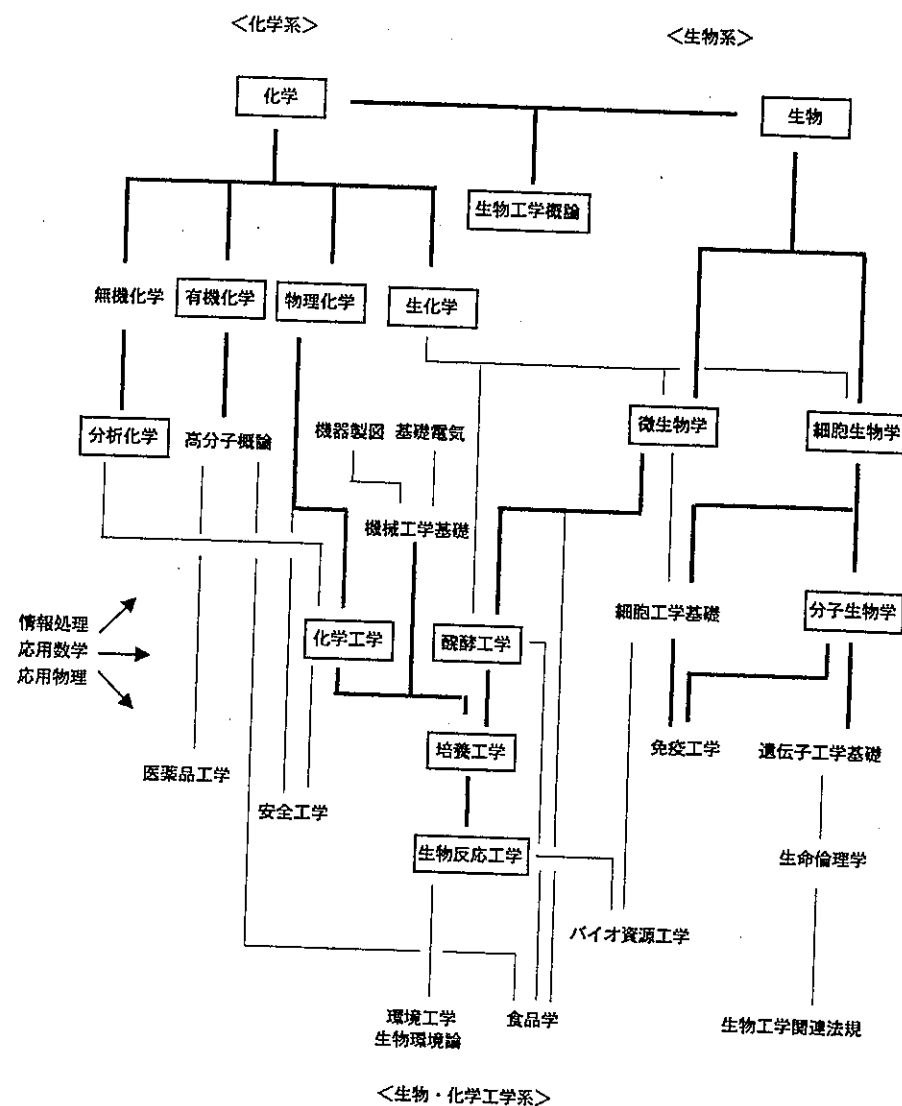 ＜化学系＞
＜生物系＞
化学
生物
生物工学概論
無機化学
有機化学
物理化学
生化学
分析化学
高分子概論
機器製図
基礎電気
微生物学
細胞生物学
機械工学基礎
情報処理
応用数学
応用物理
化学工学
醗酵工学
細胞工学基礎
分子生物学
培養工学
免疫工学
遺伝子工学基礎
医薬品工学
安全工学
生物反応工学
生命倫理学
バイオ資源工学
環境工学
生物環境論
食品学
生物工学関連法規
＜生物・化学工学系＞